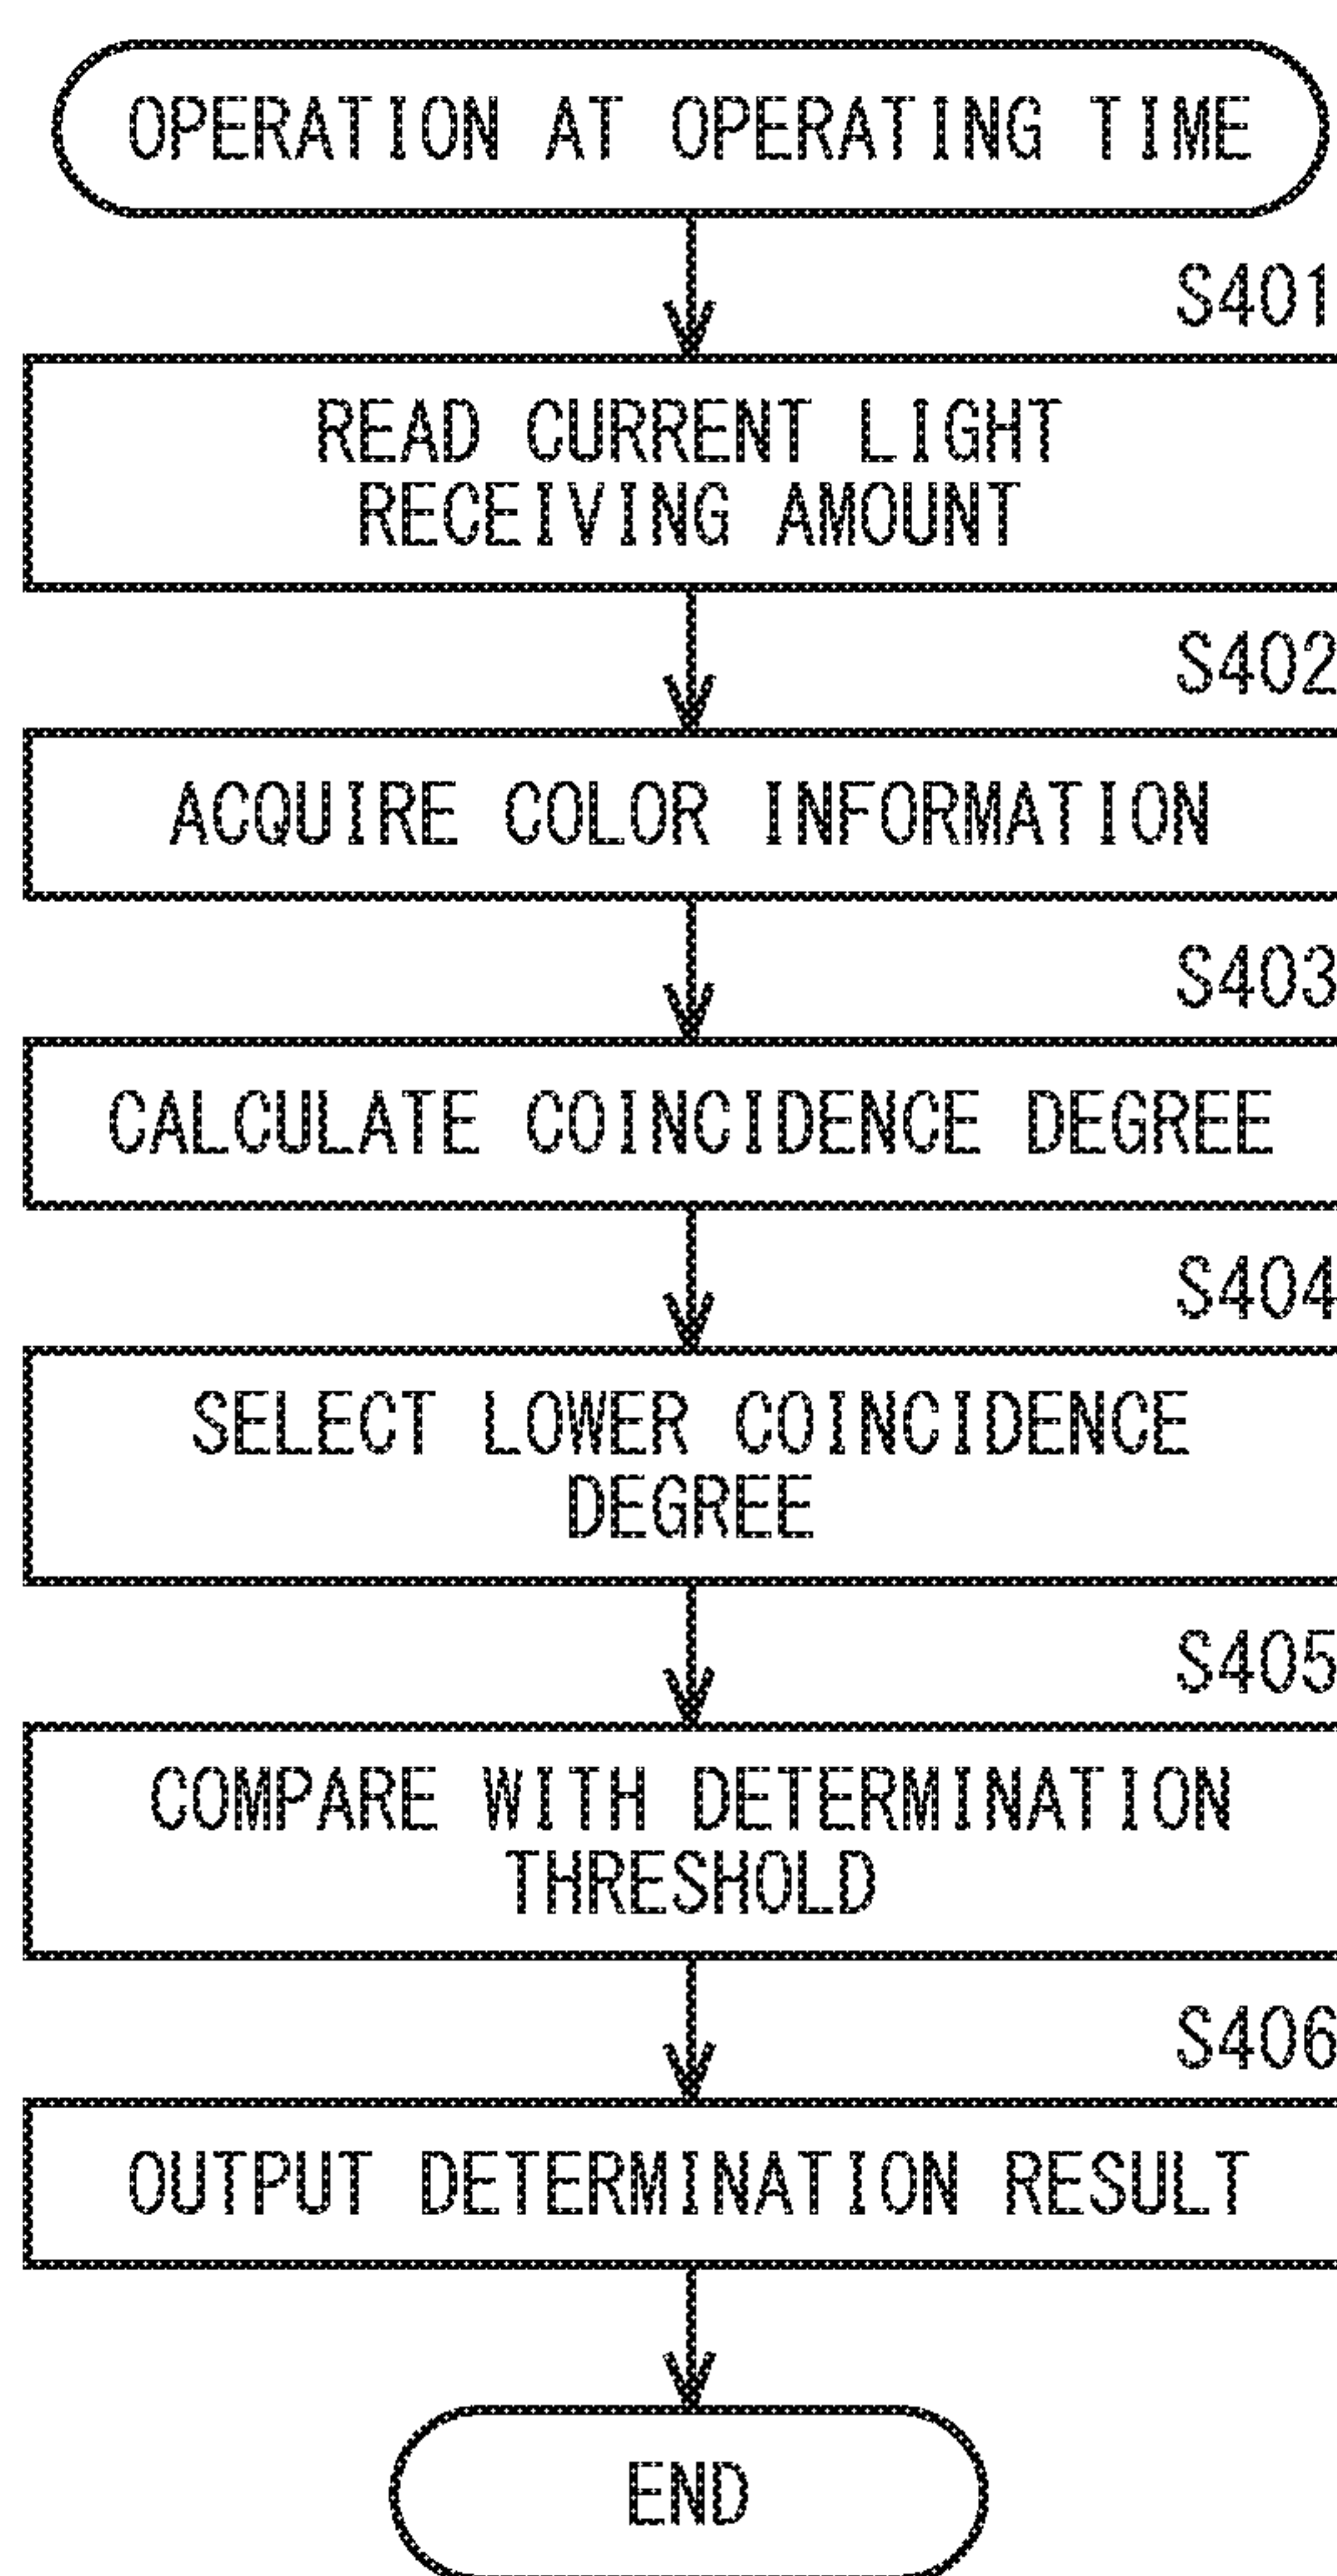 OPERATION AT OPERATING TIME
S401
READ CURRENT LIGHT
RECEIVING AMOUNT
S402
ACQUIRE COLOR INFORMATION
S403
CALCULATE COINCIDENCE DEGREE
S404
SELECT LOWER COINCIDENCE
DEGREE
S405
COMPARE WITH DETERMINATION
THRESHOLD
S406
OUTPUT DETERMINATION RESULT
END